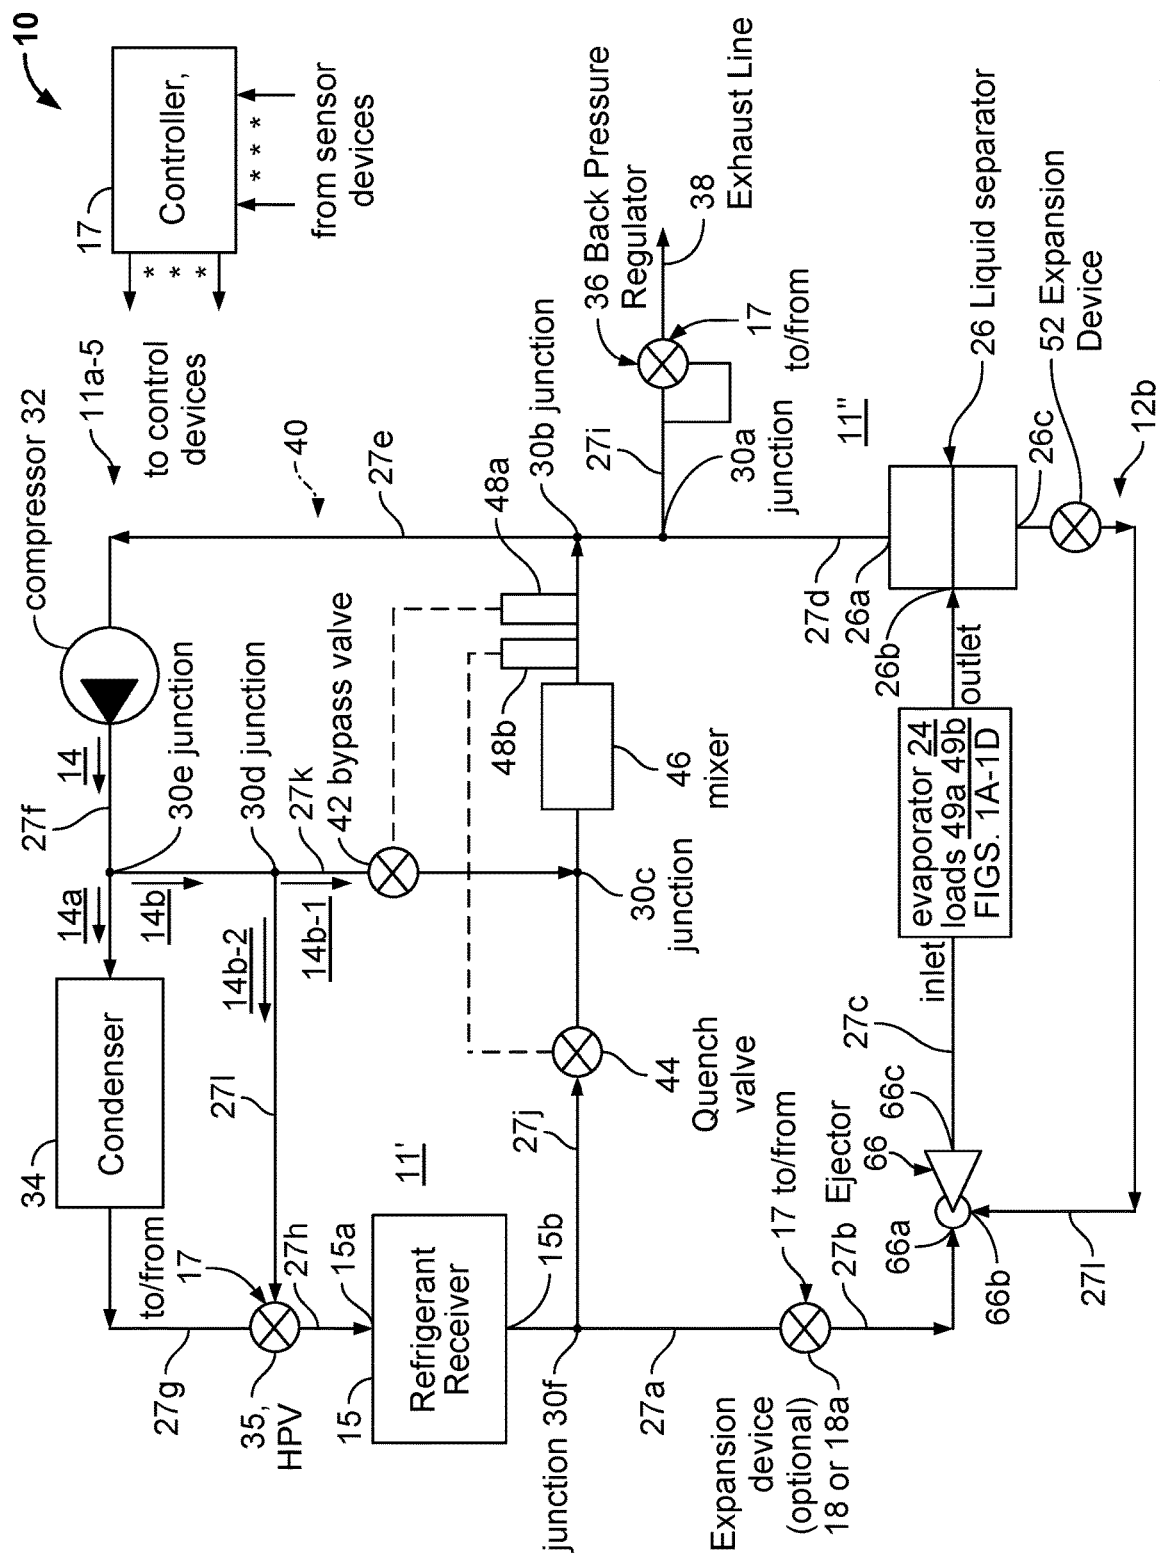 10
17
Controller,
* * *
* * *
from sensor
devices
to control
devices
11a-5
compressor 32
40
27e
14
27f
30e junction
30d junction
27k
42 bypass valve
48a
48b
30b junction
36 Back Pressure
Regulator
38
Exhaust Line
27i
17
to/from
30a
junction
14a
14b
14b-2
14b-1
46
mixer
30c
junction
34
Condenser
27l
to/from
17
27g
35,
HPV
27h
11'
15a
15
Refrigerant
Receiver
15b
27j
44
Quench
valve
junction 30f
27a
17 to/from
Expansion
device
(optional)
18 or 18a
27b
Ejector
66
66a
66b
66c
27c
27l
inlet
evaporator 24
loads 49a 49b
FIGS. 1A-1D
outlet
27d
26a
26b
11"
26 Liquid separator
26c
52 Expansion
Device
12b